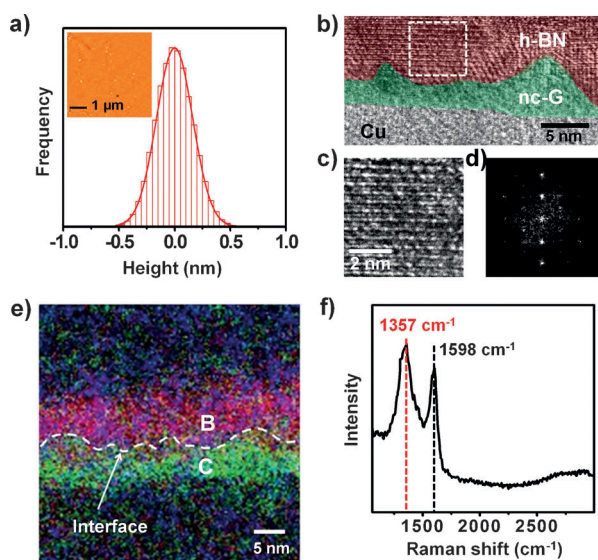 a)
1 μm
Frequency
-1.0
-0.5
0.0
0.5
1.0
Height (nm)
b)
h-BN
nc-G
Cu
5 nm
c)
2 nm
d)
e)
B
C
Interface
5 nm
f)
1357 cm⁻¹
1598 cm⁻¹
Intensity
1500
2000
2500
Raman shift (cm⁻¹)